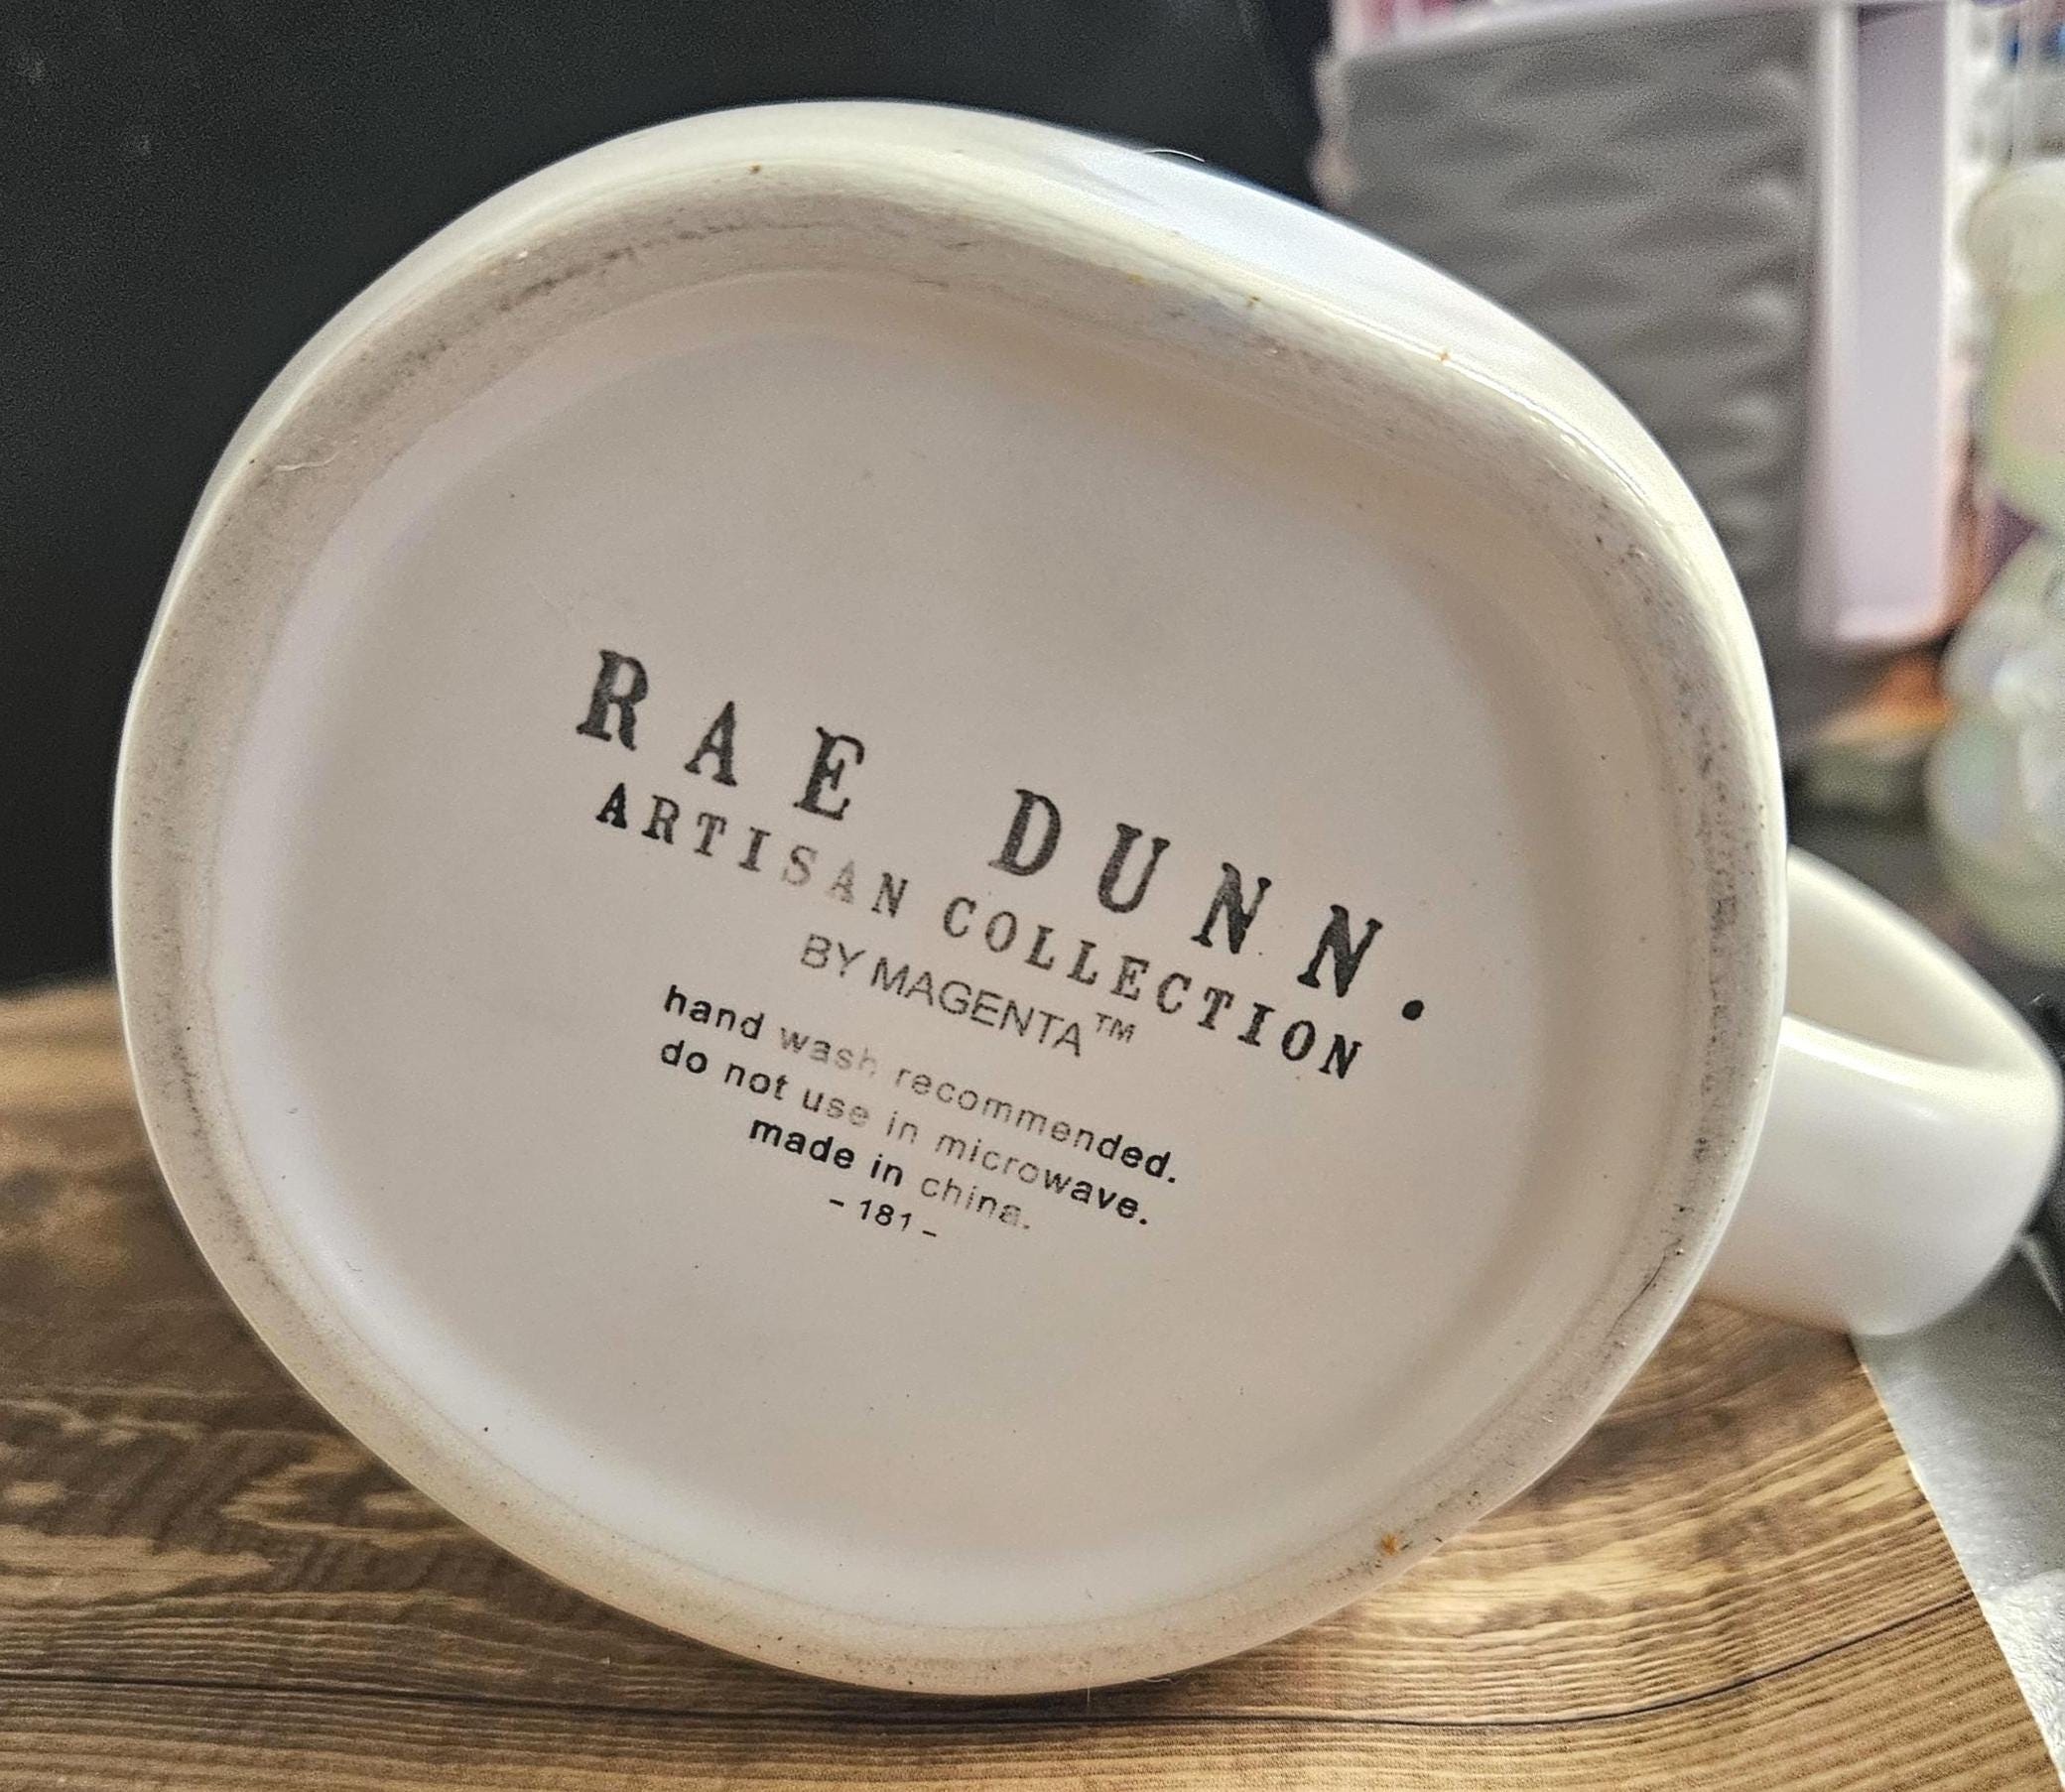 RAE DUNN.
ARTISAN COLLECTION
BY MAGENTA™
hand wash recommended.
do not use in microwave.
made in china.
- 181 -